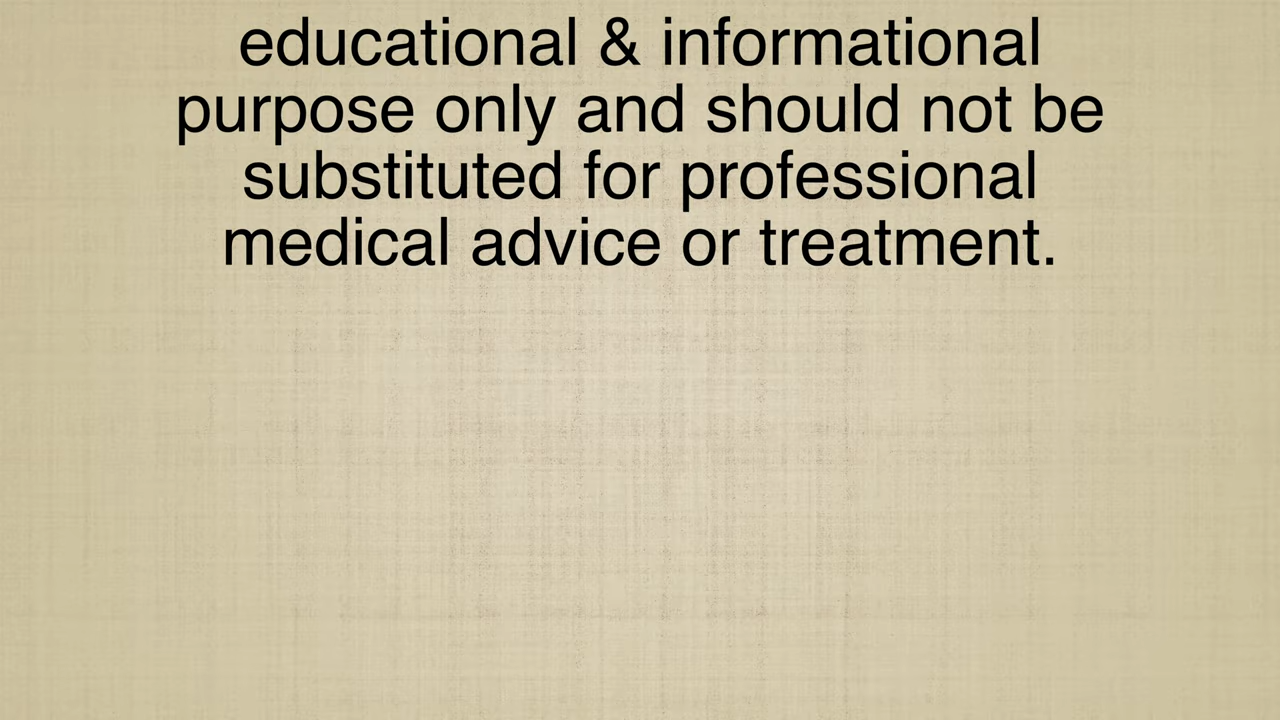 educational & informational
purpose only and should not be
substituted for professional
medical advice or treatment.